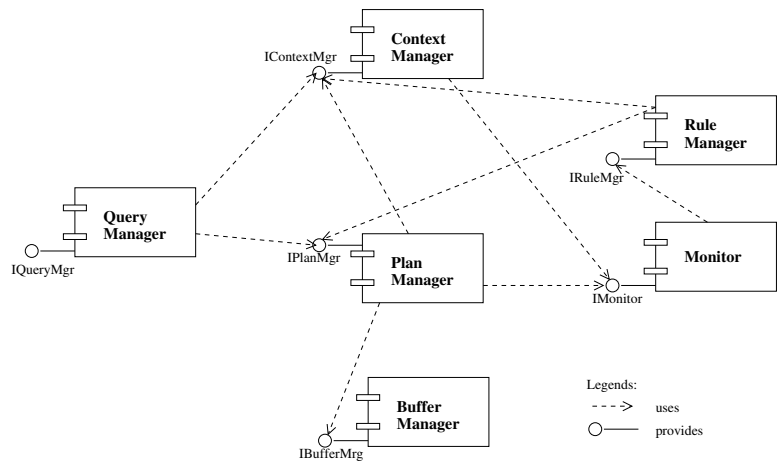 Context
Manager
IContextMgr
Rule
Manager
IRuleMgr
Query
Manager
IQueryMgr
IPlanMgr
Plan
Manager
Monitor
IMonitor
Buffer
Manager
IBufferMrg
Legends:
uses
provides